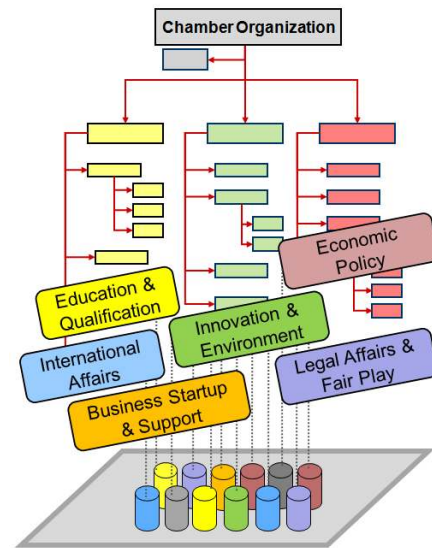 Chamber Organization
Economic
Policy
Education &
Qualification
Innovation &
Environment
International
Affairs
Legal Affairs &
Fair Play
Business Startup
& Support